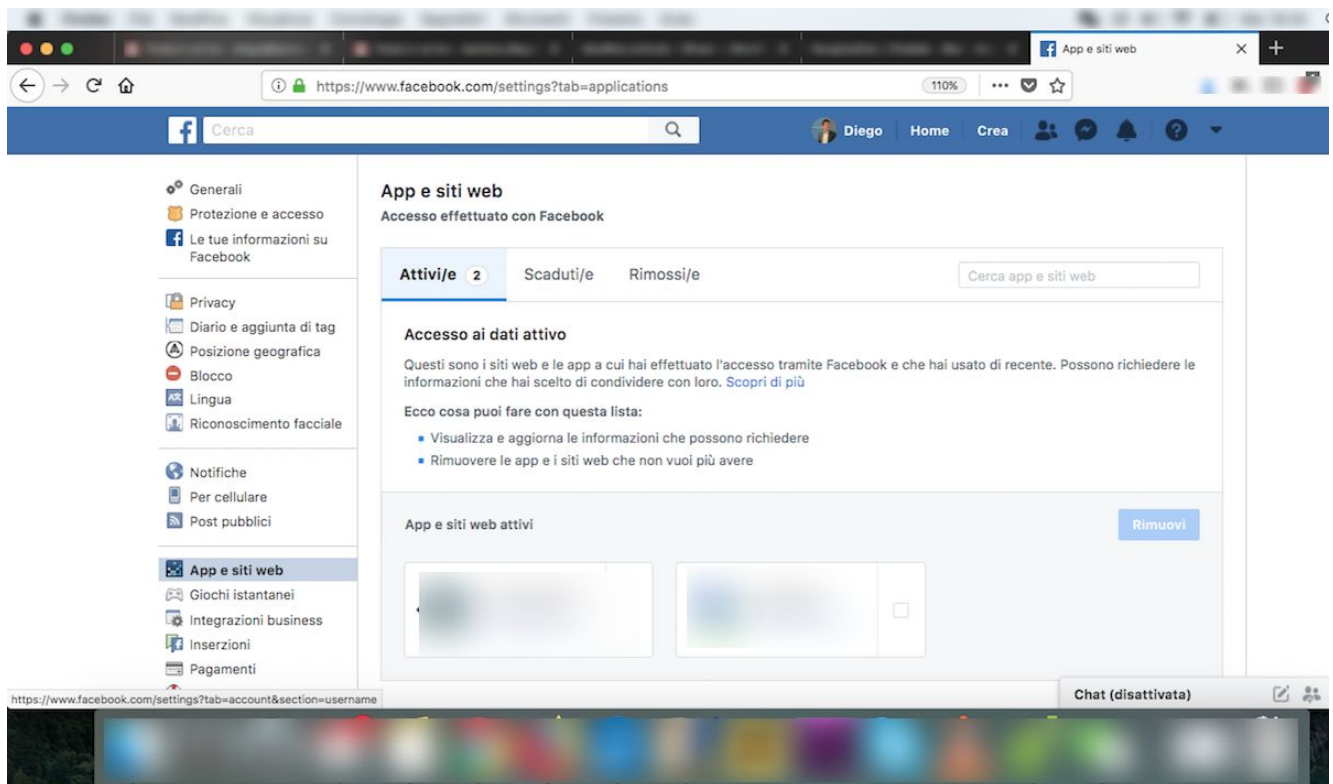 App e siti web
https://www.facebook.com/settings?tab=applications
110%
Cerca
Diego Home Crea
Generali
Protezione e accesso
Le tue informazioni su
Facebook
Privacy
Diario e aggiunta di tag
Posizione geografica
Blocco
Lingua
Riconoscimento facciale
Notifiche
Per cellulare
Post pubblici
App e siti web
Giochi istantanei
Integrazioni business
Inserzioni
Pagamenti
App e siti web
Accesso effettuato con Facebook
Attivi/e 2 Scaduti/e Rimossi/e
Cerca app e siti web
Accesso ai dati attivo
Questi sono i siti web e le app a cui hai effettuato l'accesso tramite Facebook e che hai usato di recente. Possono richiedere le
informazioni che hai scelto di condividere con loro. Scopri di più
Ecco cosa puoi fare con questa lista:
Visualizza e aggiorna le informazioni che possono richiedere
Rimuovere le app e i siti web che non vuoi più avere
App e siti web attivi
Rimuovi
https://www.facebook.com/settings?tab=account&section=username
Chat (disattivata)